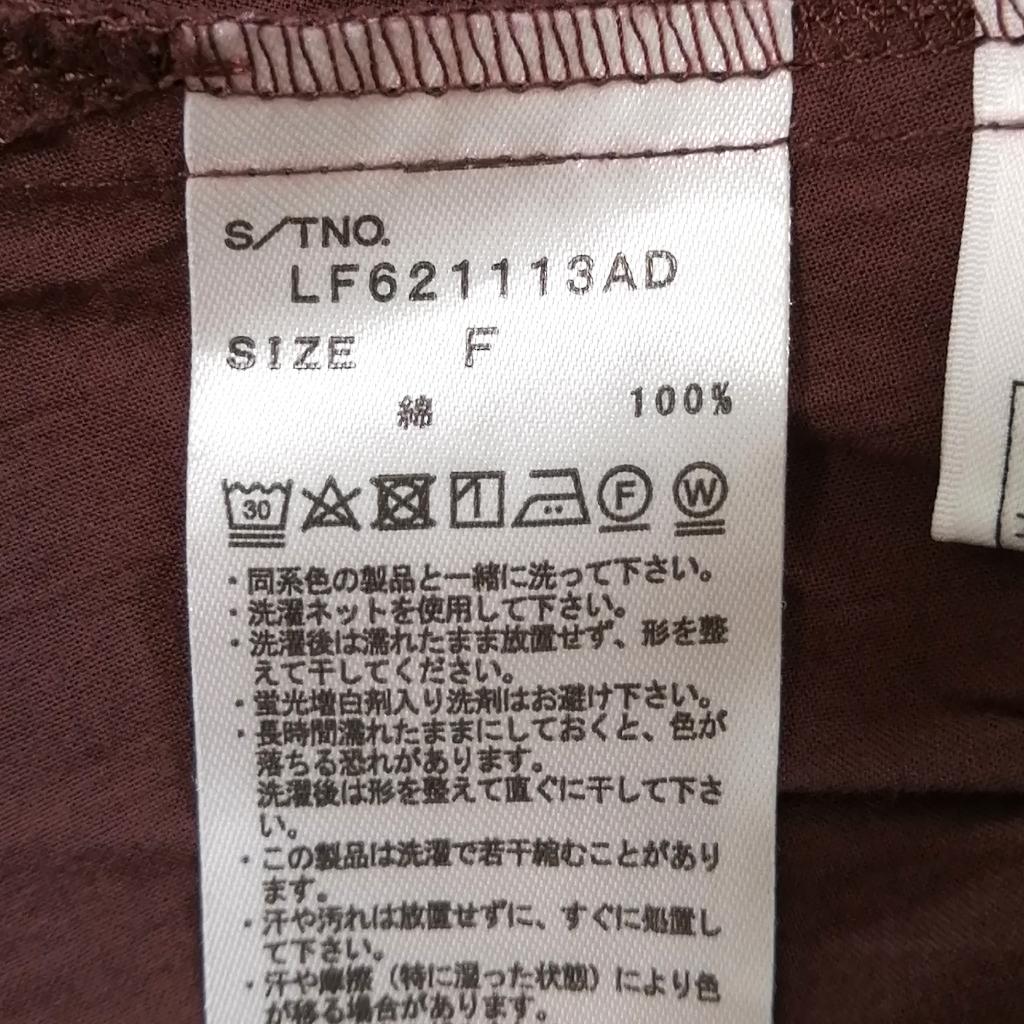 S/TNO.
LF621113AD
SIZE F
綿 100%
30 F W
・同系色の製品と一緒に洗って下さい。
・洗濯ネットを使用して下さい。
・洗濯後は濡れたまま放置せず、形を整
えて干してください。
・蛍光増白剤入り洗剤はお避け下さい。
・長時間濡れたままにしておくと、色が
落ちる恐れがあります。
洗濯後は形を整えて直ぐに干して下さ
い。
・この製品は洗濯で若干縮むことがあり
ます。
・汗や汚れは放置せずに、すぐに処置し
て下さい。
・汗や摩擦（特に湿った状態）により色
が移る場合があります。